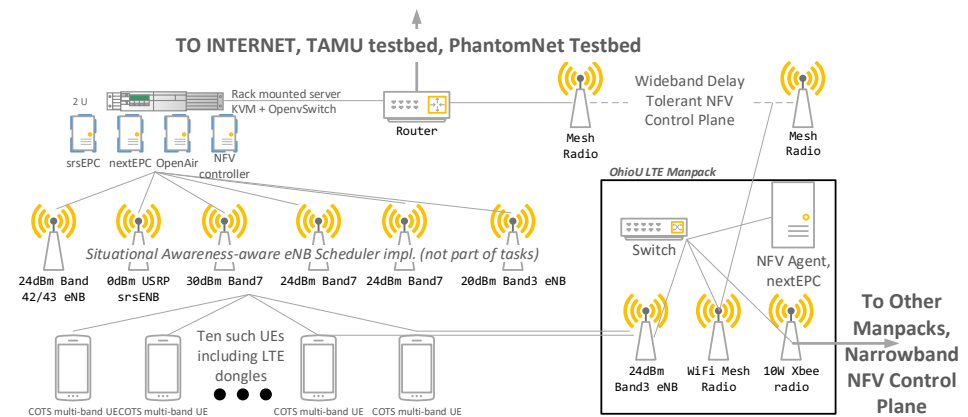 TO INTERNET, TAMU testbed, PhantomNet Testbed
2 U
Rack mounted server
KVM + OpenvSwitch
Router
Mesh
Radio
Wideband Delay
Tolerant NFV
Control Plane
Mesh
Radio
srsEPC
nextEPC
OpenAir
NFV
controller
OhioU LTE Manpack
Switch
NFV Agent,
nextEPC
Situational Awareness-aware eNB Scheduler impl. (not part of tasks)
24dBm Band
42/43 eNB
0dBm USRP
srsENB
30dBm Band7
24dBm Band7
24dBm Band7
20dBm Band3 eNB
Ten such UEs
including LTE
dongles
COTS multi-band UE
COTS multi-band UE
COTS multi-band UE
COTS multi-band UE
24dBm
Band3 eNB
WiFi Mesh
Radio
10W Xbee
radio
To Other
Manpacks,
Narrowband
NFV Control
Plane